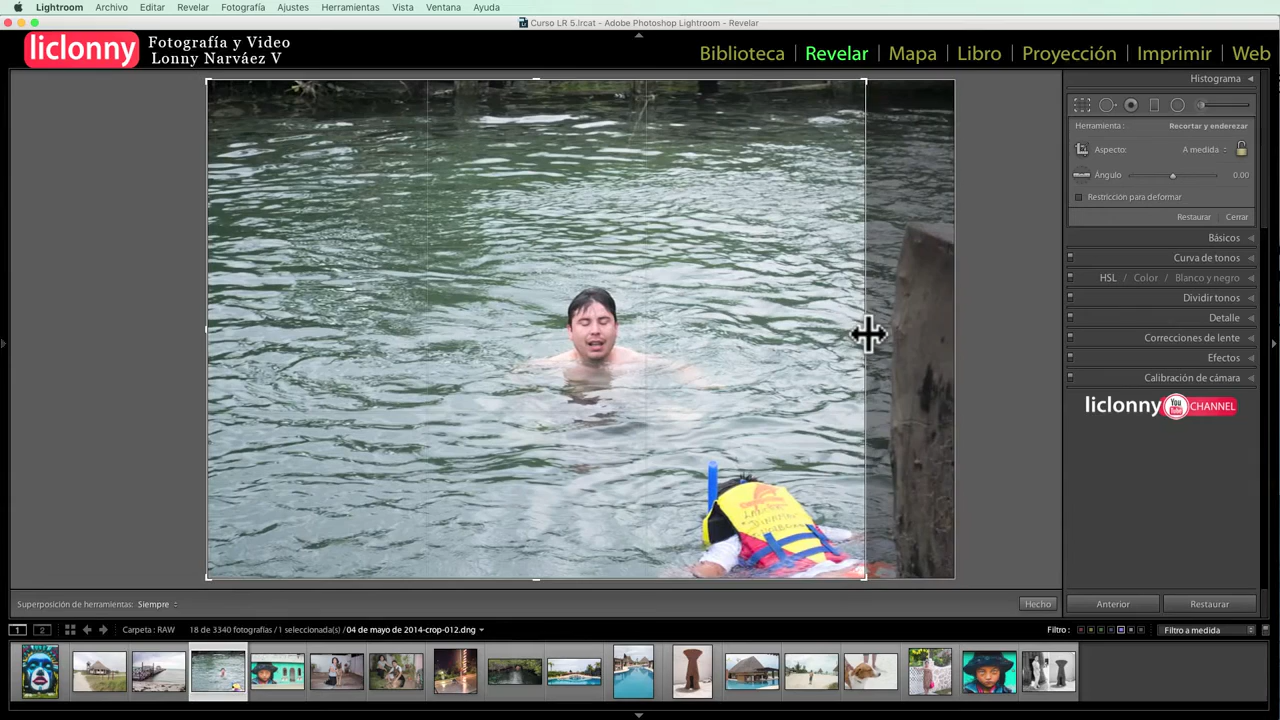 Lightroom Archivo Editar Revelar Fotografía Ajustes Herramientas Vista Ventana Ayuda
Curso LR 5.lrcat - Adobe Photoshop Lightroom - Revelar
liclonny
Fotografía y Video
Lonny Narváez V
Biblioteca | Revelar | Mapa | Libro | Proyección | Imprimir | Web
Histograma
Herramienta : Recortar y enderezar
Aspecto: A medida
Ángulo 0.00
Restricción para deformar
Restaurar Cerrar
Básicos
Curva de tonos
HSL / Color / Blanco y negro
Dividir tonos
Detalle
Correcciones de lente
Efectos
Calibración de cámara
liclonny You Tube CHANNEL
Superposición de herramientas: Siempre
Hecho
Anterior
Restaurar
1 2
Carpeta : RAW
18 de 3340 fotografías / 1 seleccionada(s) / 04 de mayo de 2014-crop-012.dng
Filtro :
Filtro a medida